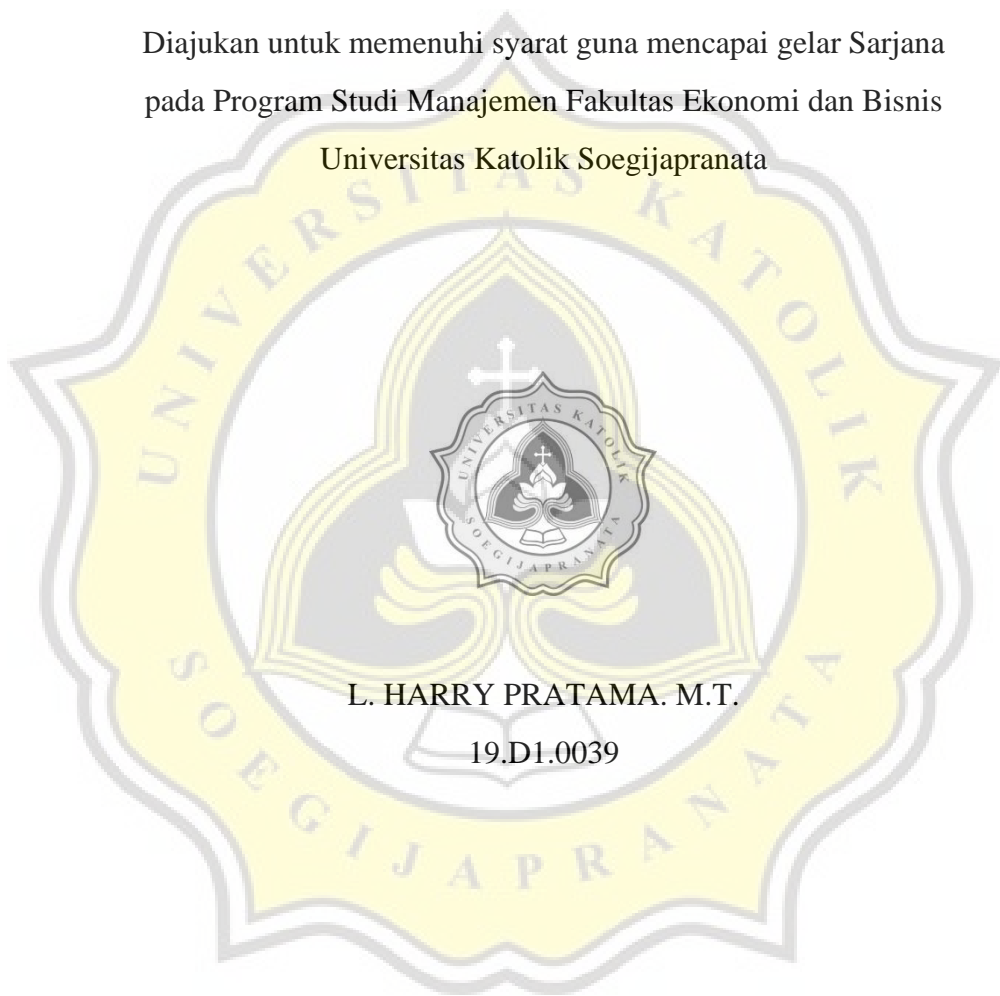 Diajukan untuk memenuhi syarat guna mencapai gelar Sarjana
pada Program Studi Manajemen Fakultas Ekonomi dan Bisnis
Universitas Katolik Soegijapranata
UNIVERSITAS KATOLIK
SOEGIJAPRANATA
UNIVERSITAS KATOLIK
SOEGIJAPRANATA
L. HARRY PRATAMA. M.T.
19.D1.0039